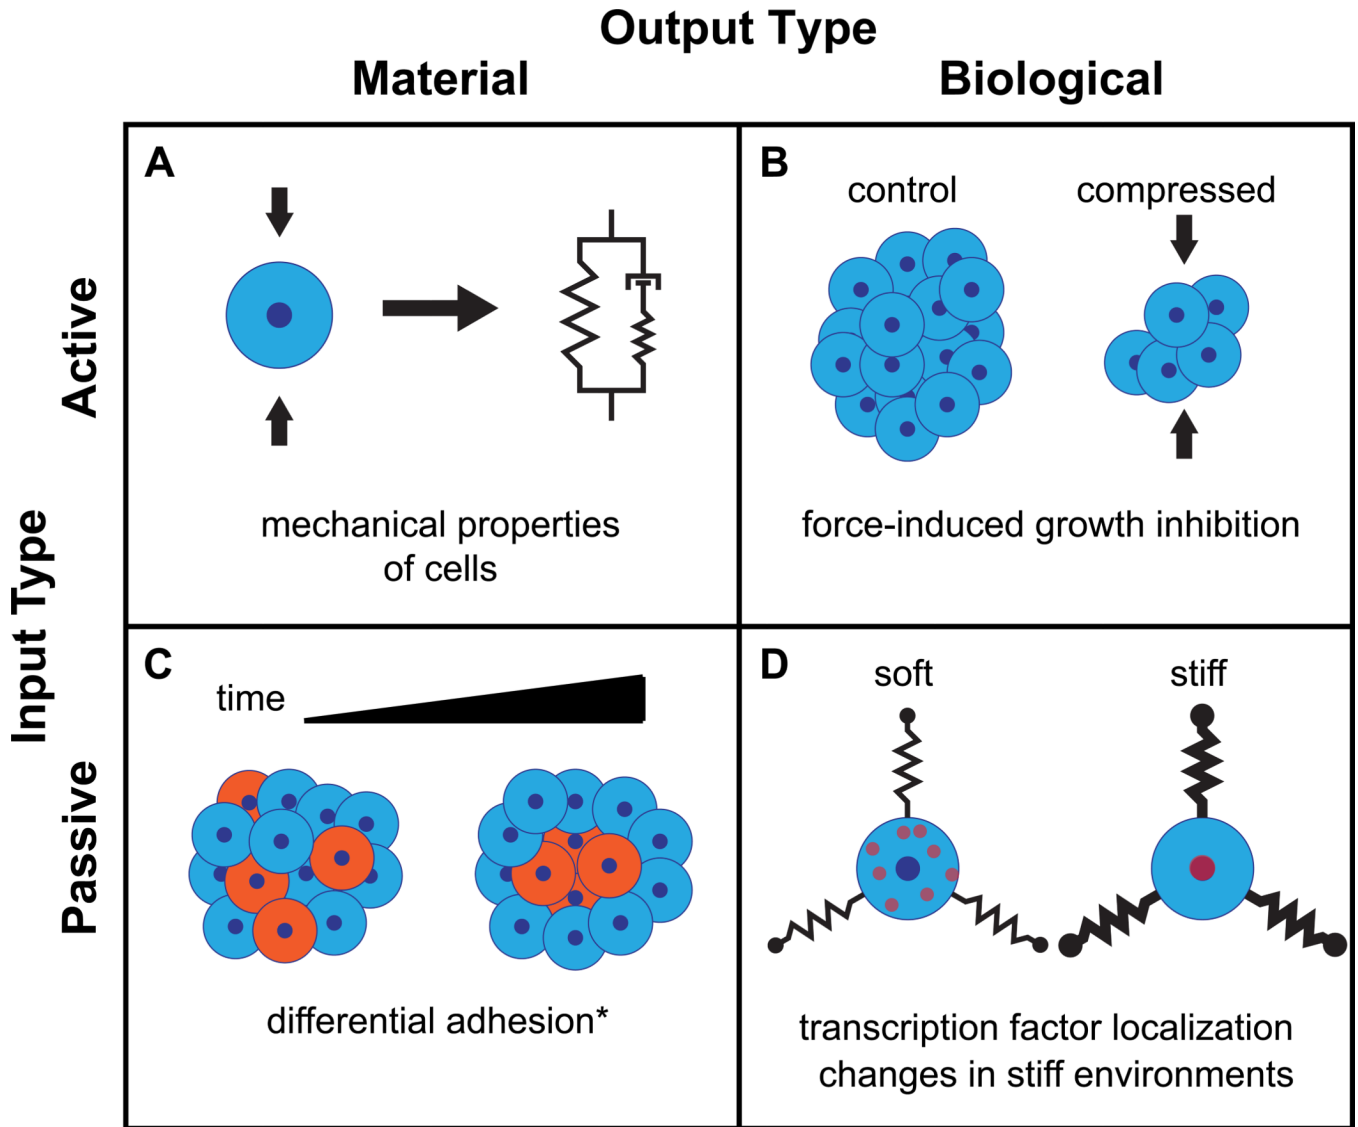 Output Type
Material
Biological
Input Type
Active
Passive
A
mechanical properties
of cells
B
control
compressed
force-induced growth inhibition
C
time
differential adhesion*
D
soft
stiff
transcription factor localization
changes in stiff environments